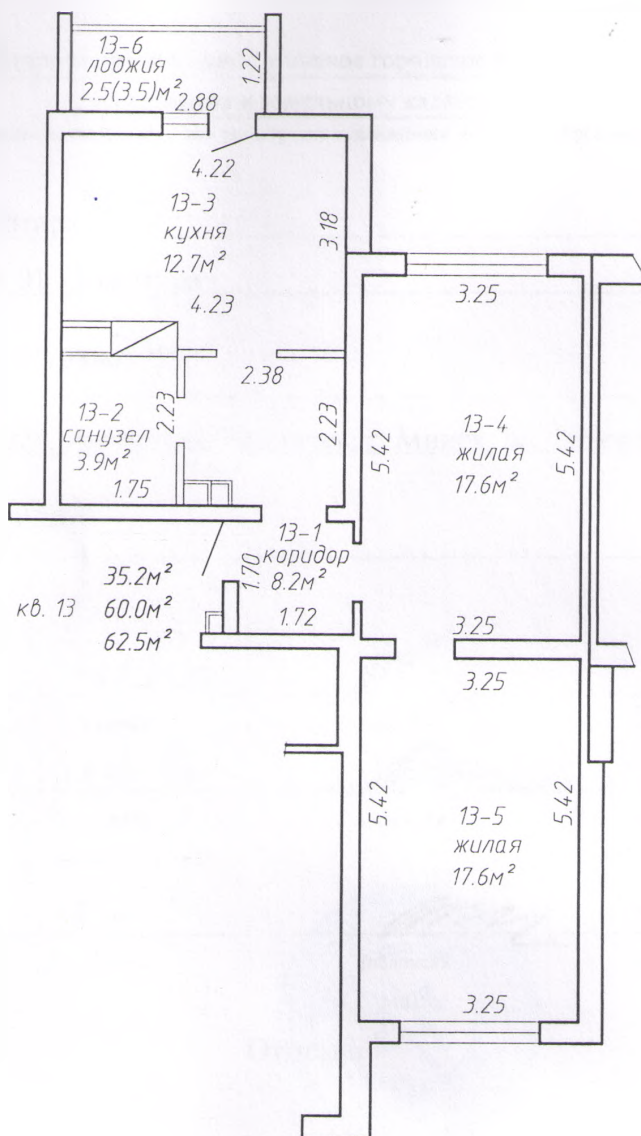 13-6
лоджия
2.5(3.5)м²
1.22
2.88
4.22
13-3
кухня
12.7м²
3.18
4.23
3.25
2.38
13-2
санузел
3.9м²
2.23
2.23
1.75
13-4
жилая
17.6м²
5.42
5.42
13-1
коридор
8.2м²
1.70
1.72
35.2м²
кв. 13 60.0м²
62.5м²
3.25
3.25
5.42
5.42
13-5
жилая
17.6м²
3.25